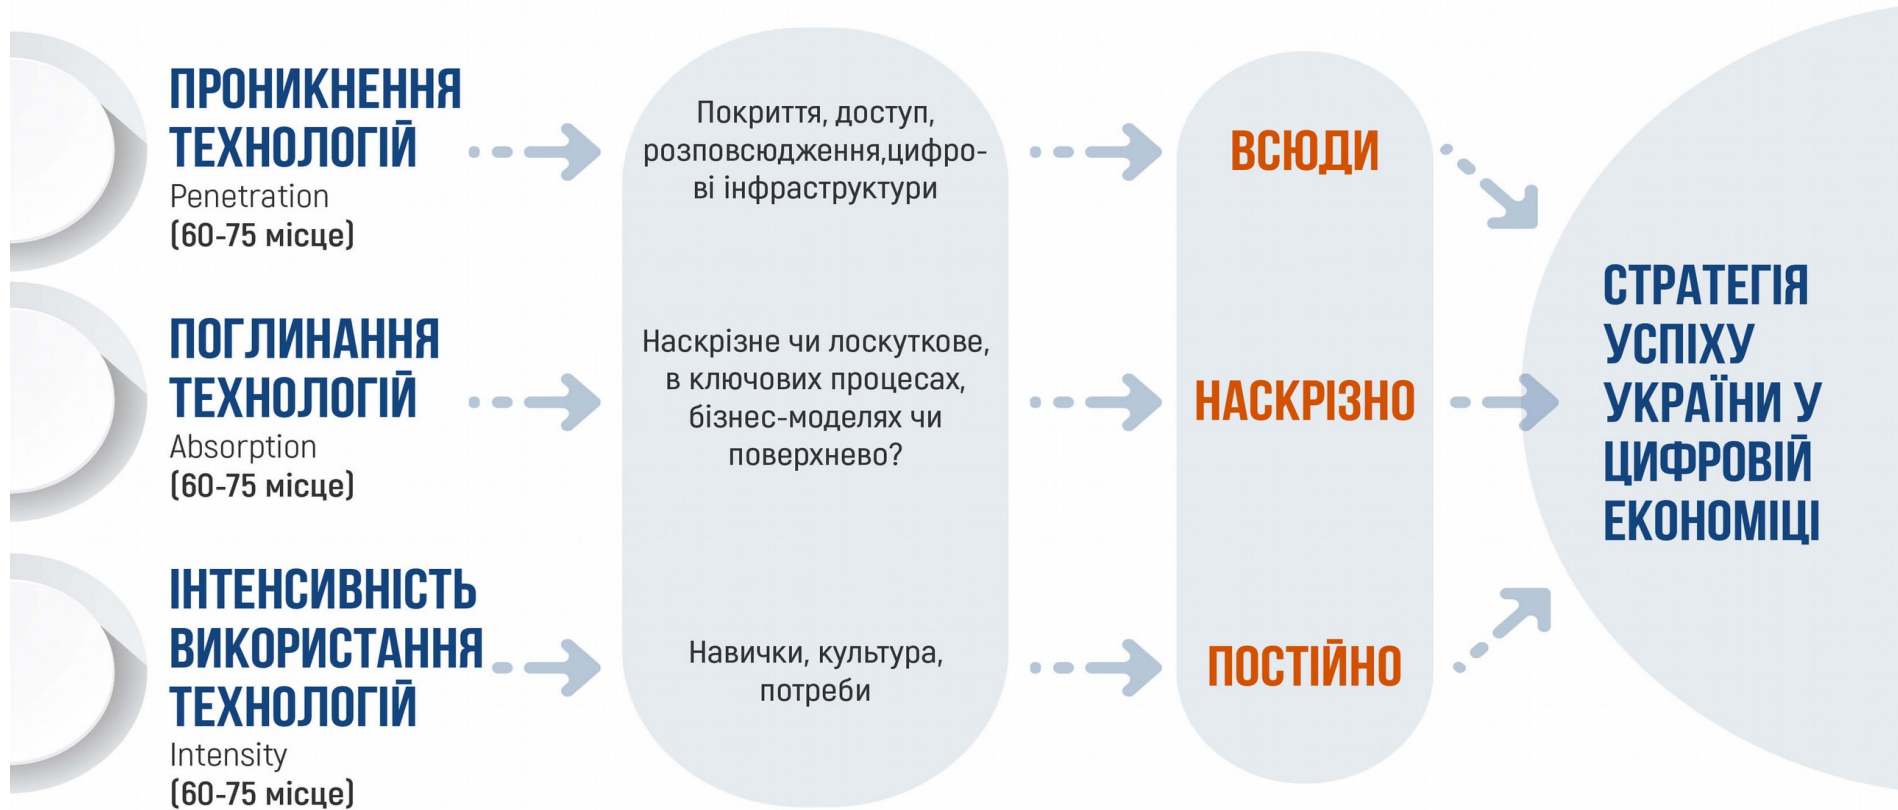 ПРОНИКНЕННЯ
ТЕХНОЛОГІЙ
Penetration
(60-75 місце)
Покриття, доступ,
розповсюдження,цифро-
ві інфраструктури
ВСЮДИ
ПОГЛИНАННЯ
ТЕХНОЛОГІЙ
Absorption
(60-75 місце)
Наскрізне чи лоскуткове,
в ключових процесах,
бізнес-моделях чи
поверхнево?
НАСКРІЗНО
ІНТЕНСИВНІСТЬ
ВИКОРИСТАННЯ
ТЕХНОЛОГІЙ
Intensity
(60-75 місце)
Навички, культура,
потреби
ПОСТІЙНО
СТРАТЕГІЯ
УСПІХУ
УКРАЇНИ У
ЦИФРОВІЙ
ЕКОНОМІЦІ